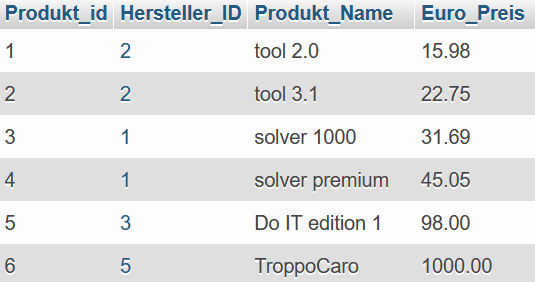 Produkt_id Hersteller_ID Produkt_Name Euro_Preis
1 2 tool 2.0 15.98
2 2 tool 3.1 22.75
3 1 solver 1000 31.69
4 1 solver premium 45.05
5 3 Do IT edition 1 98.00
6 5 TroppoCaro 1000.00